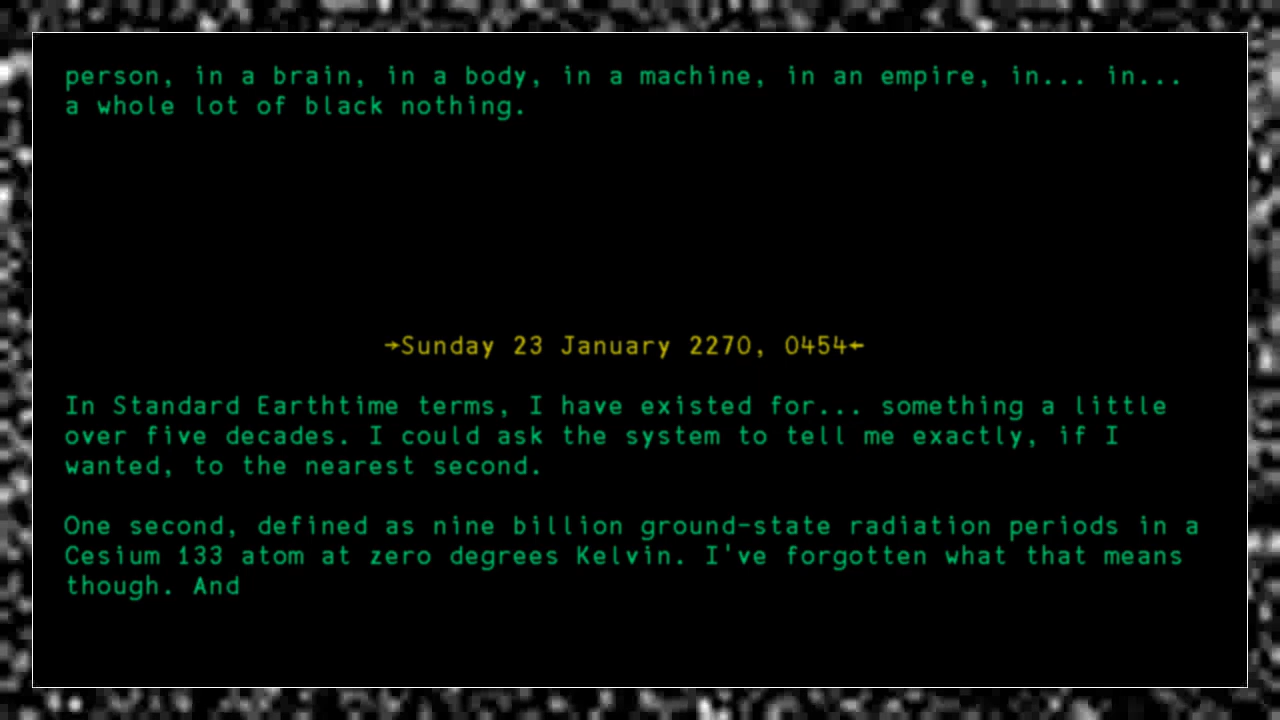 person, in a brain, in a body, in a machine, in an empire, in... in...
a whole lot of black nothing.
→Sunday 23 January 2270, 0454←
In Standard Earthtime terms, I have existed for... something a little
over five decades. I could ask the system to tell me exactly, if I
wanted, to the nearest second.
One second, defined as nine billion ground-state radiation periods in a
Cesium 133 atom at zero degrees Kelvin. I've forgotten what that means
though. And